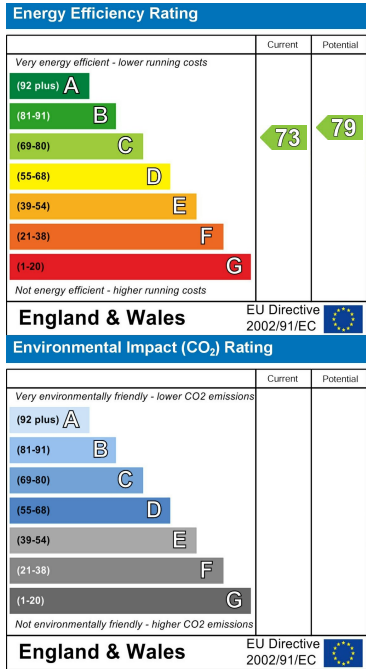 Energy Efficiency Rating
Current Potential
Very energy efficient - lower running costs
(92 plus) A
(81-91) B
(69-80) C
73 79
(55-68) D
(39-54) E
(21-38) F
(1-20) G
Not energy efficient - higher running costs
England & Wales
EU Directive
2002/91/EC
Environmental Impact (CO₂) Rating
Current Potential
Very environmentally friendly - lower CO2 emissions
(92 plus) A
(81-91) B
(69-80) C
(55-68) D
(39-54) E
(21-38) F
(1-20) G
Not environmentally friendly - higher CO2 emissions
England & Wales
EU Directive
2002/91/EC